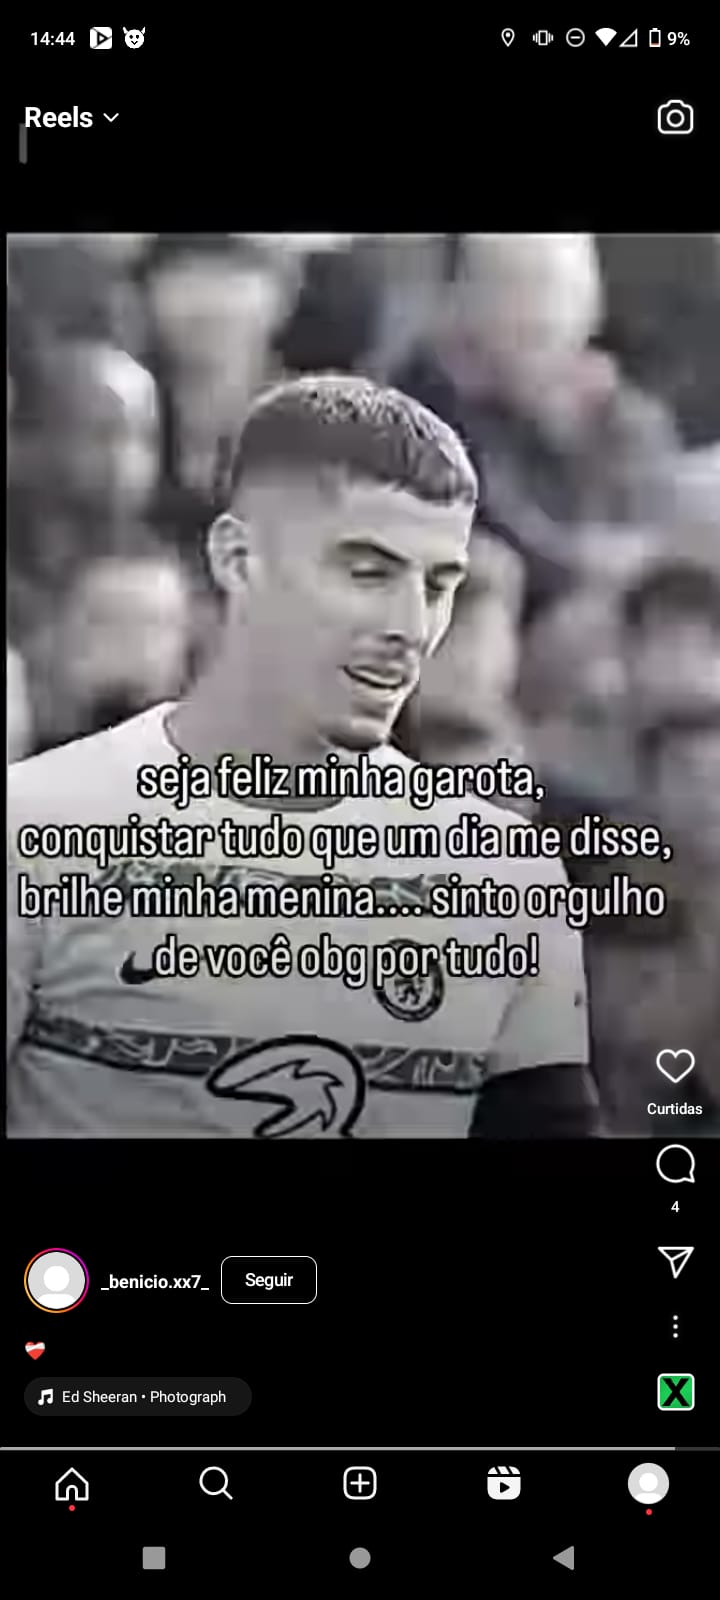 14:44
9%
Reels
seja feliz minha garota,
conquistar tudo que um dia me disse,
brilhe minha menina.... sinto orgulho
de você obg por tudo!
Curtidas
4
_benicio.xx7_
Seguir
Ed Sheeran • Photograph
X